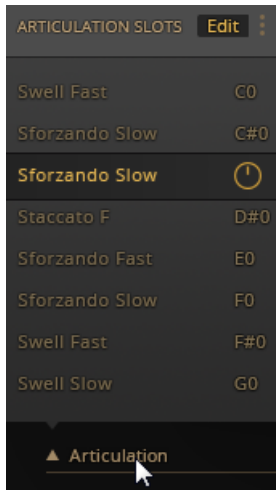 ARTICULATION SLOTS Edit
Swell Fast C0
Sforzando Slow C#0
Sforzando Slow
Staccato F D#0
Sforzando Fast E0
Sforzando Slow F0
Swell Fast F#0
Swell Slow G0
▲ Articulation